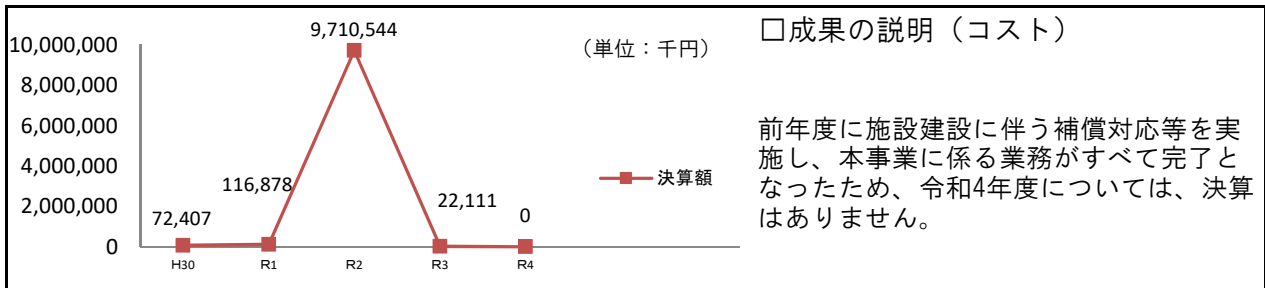 9,710,544
10,000,000
(単位：千円)
8,000,000
6,000,000
4,000,000
116,878
決算額
2,000,000
72,407
22,111
0
0
H30
R1
R2
R3
R4
□成果の説明（コスト）
前年度に施設建設に伴う補償対応等を実
施し、本事業に係る業務がすべて完了と
なったため、令和4年度については、決算
はありません。